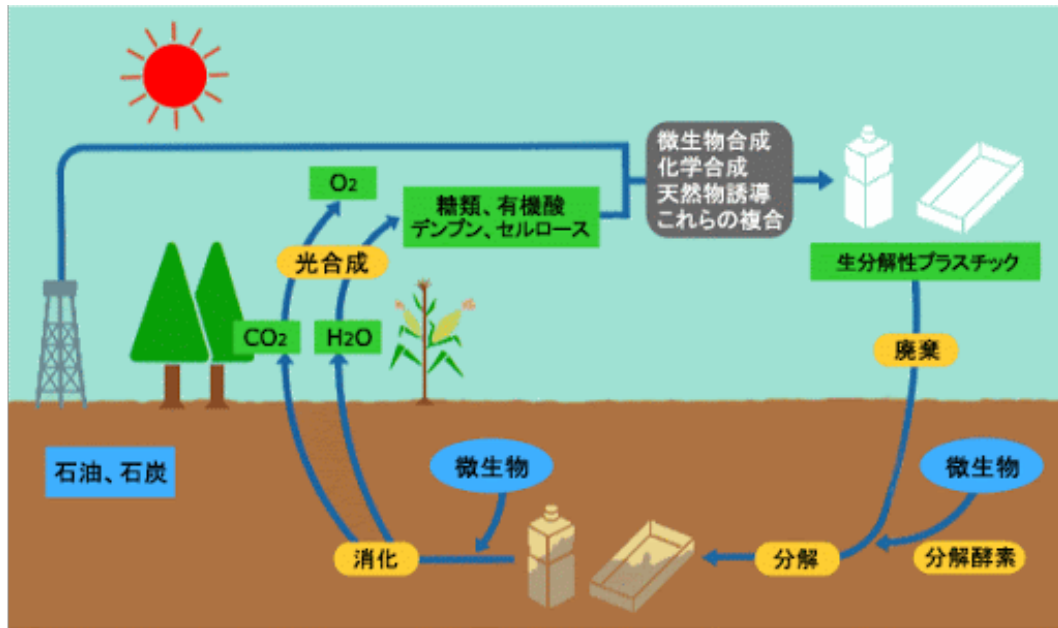 微生物合成
化学合成
天然物誘導
これらの複合
O2
糖類、有機酸
デンプン、セルロース
光合成
生分解性プラスチック
CO2
H2O
廃棄
石油、石炭
微生物
微生物
消化
分解
分解酵素